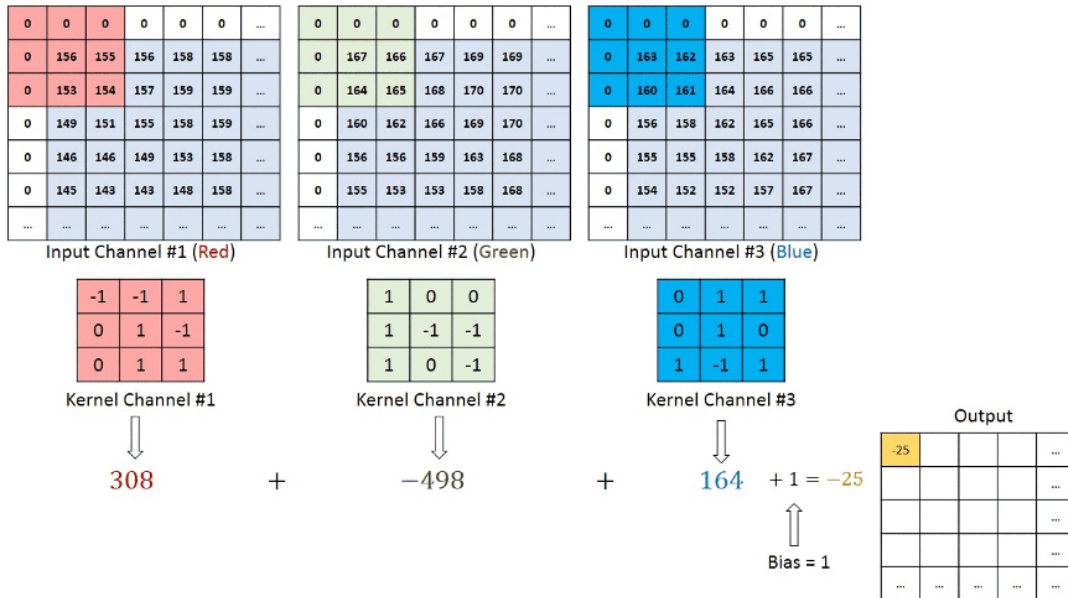 0 0 0 0 0 0 ...
0 156 155 156 158 158 ...
0 153 154 157 159 159 ...
0 149 151 155 158 159 ...
0 146 146 149 153 158 ...
0 145 143 143 148 158 ...
... ... ... ... ... ... ...
Input Channel #1 (Red)
0 0 0 0 0 0 ...
0 167 166 167 169 169 ...
0 164 165 168 170 170 ...
0 160 162 166 169 170 ...
0 156 156 159 163 168 ...
0 155 153 153 158 168 ...
... ... ... ... ... ... ...
Input Channel #2 (Green)
0 0 0 0 0 0 ...
0 163 162 163 165 165 ...
0 160 161 164 166 166 ...
0 156 158 162 165 166 ...
0 155 155 158 162 167 ...
0 154 152 152 157 167 ...
... ... ... ... ... ... ...
Input Channel #3 (Blue)
-1 -1 1
0 1 -1
0 1 1
Kernel Channel #1
1 0 0
1 -1 -1
1 0 -1
Kernel Channel #2
0 1 1
0 1 0
1 -1 1
Kernel Channel #3
308 + −498 + 164 + 1 = −25
Bias = 1
Output
-25 ...
...
...
...
... ... ... ... ...